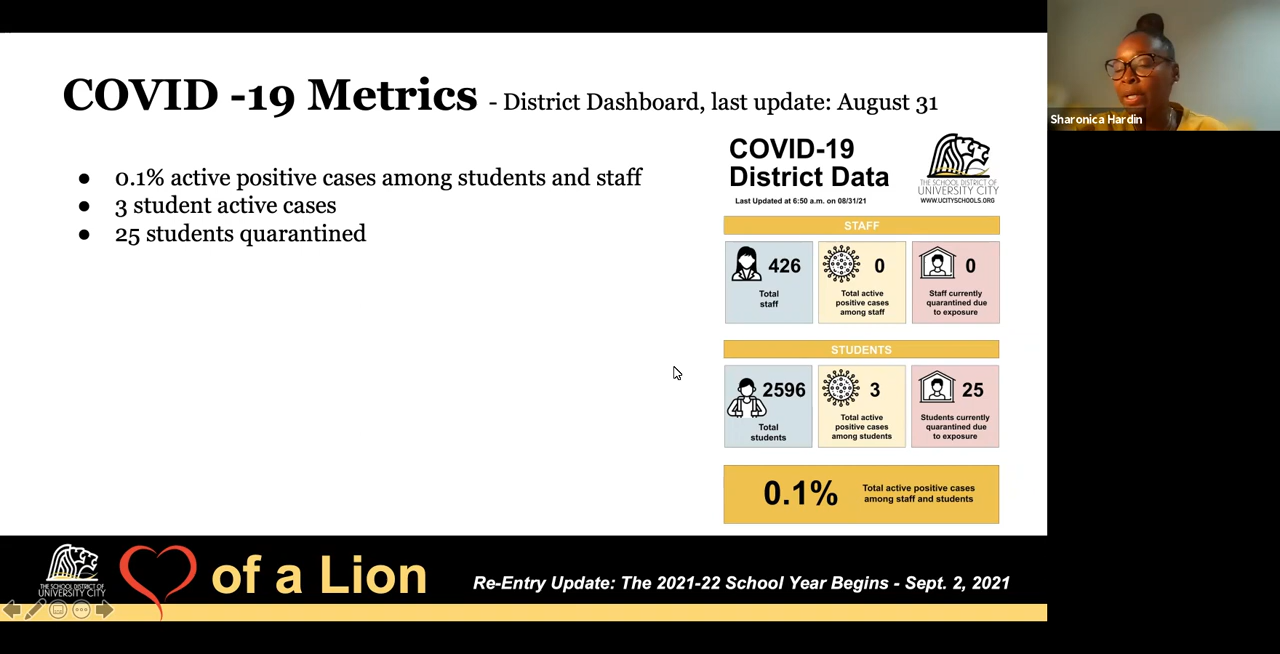 COVID -19 Metrics - District Dashboard, last update: August 31
● 0.1% active positive cases among students and staff
● 3 student active cases
● 25 students quarantined
COVID-19
District Data
Last Updated at 6:50 a.m. on 08/31/21
THE SCHOOL DISTRICT OF
UNIVERSITY CITY
WWW.UCITYSCHOOLS.ORG
STAFF
426
Total
staff
0
Total active
positive cases
among staff
0
Staff currently
quarantined due
to exposure
STUDENTS
2596
Total
students
3
Total active
positive cases
among students
25
Students currently
quarantined due
to exposure
0.1%
Total active positive cases
among staff and students
THE SCHOOL DISTRICT OF
UNIVERSITY CITY
of a Lion
Re-Entry Update: The 2021-22 School Year Begins - Sept. 2, 2021
Sharonica Hardin